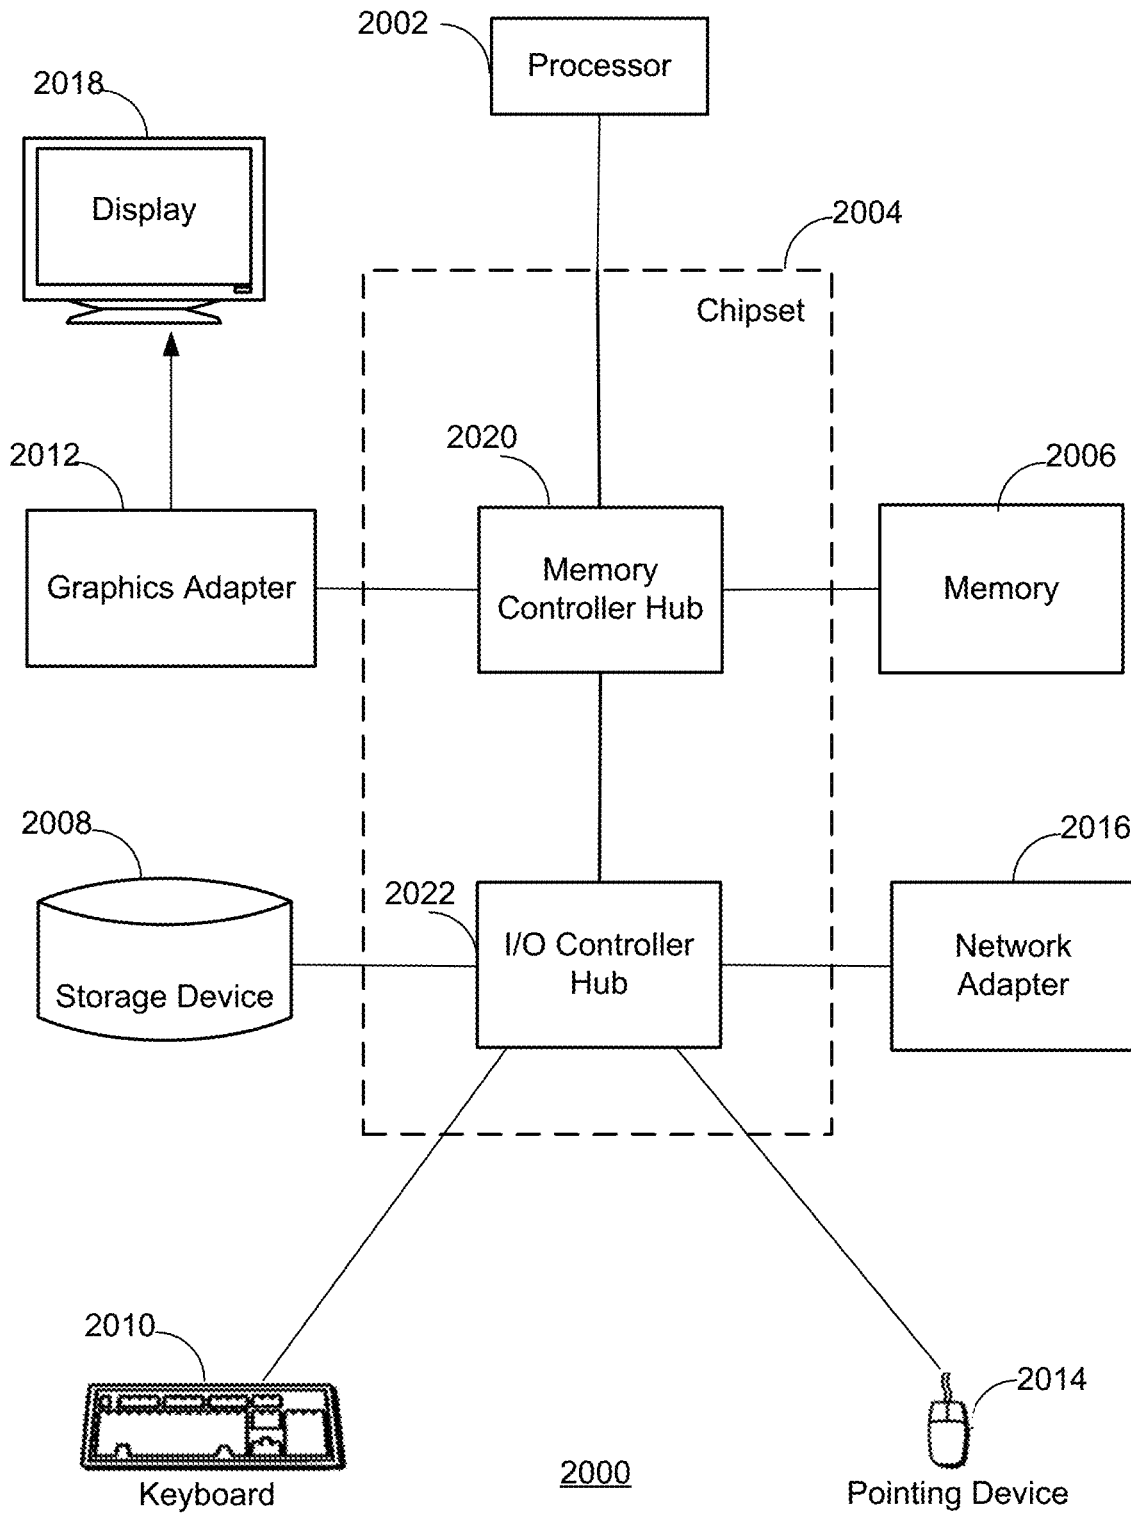 2002
Processor
2018
Display
2004
Chipset
2020
2012
2006
Memory
Controller Hub
Graphics Adapter
Memory
2008
2016
2022
I/O Controller
Hub
Network
Adapter
Storage Device
2010
2014
Keyboard
2000
Pointing Device